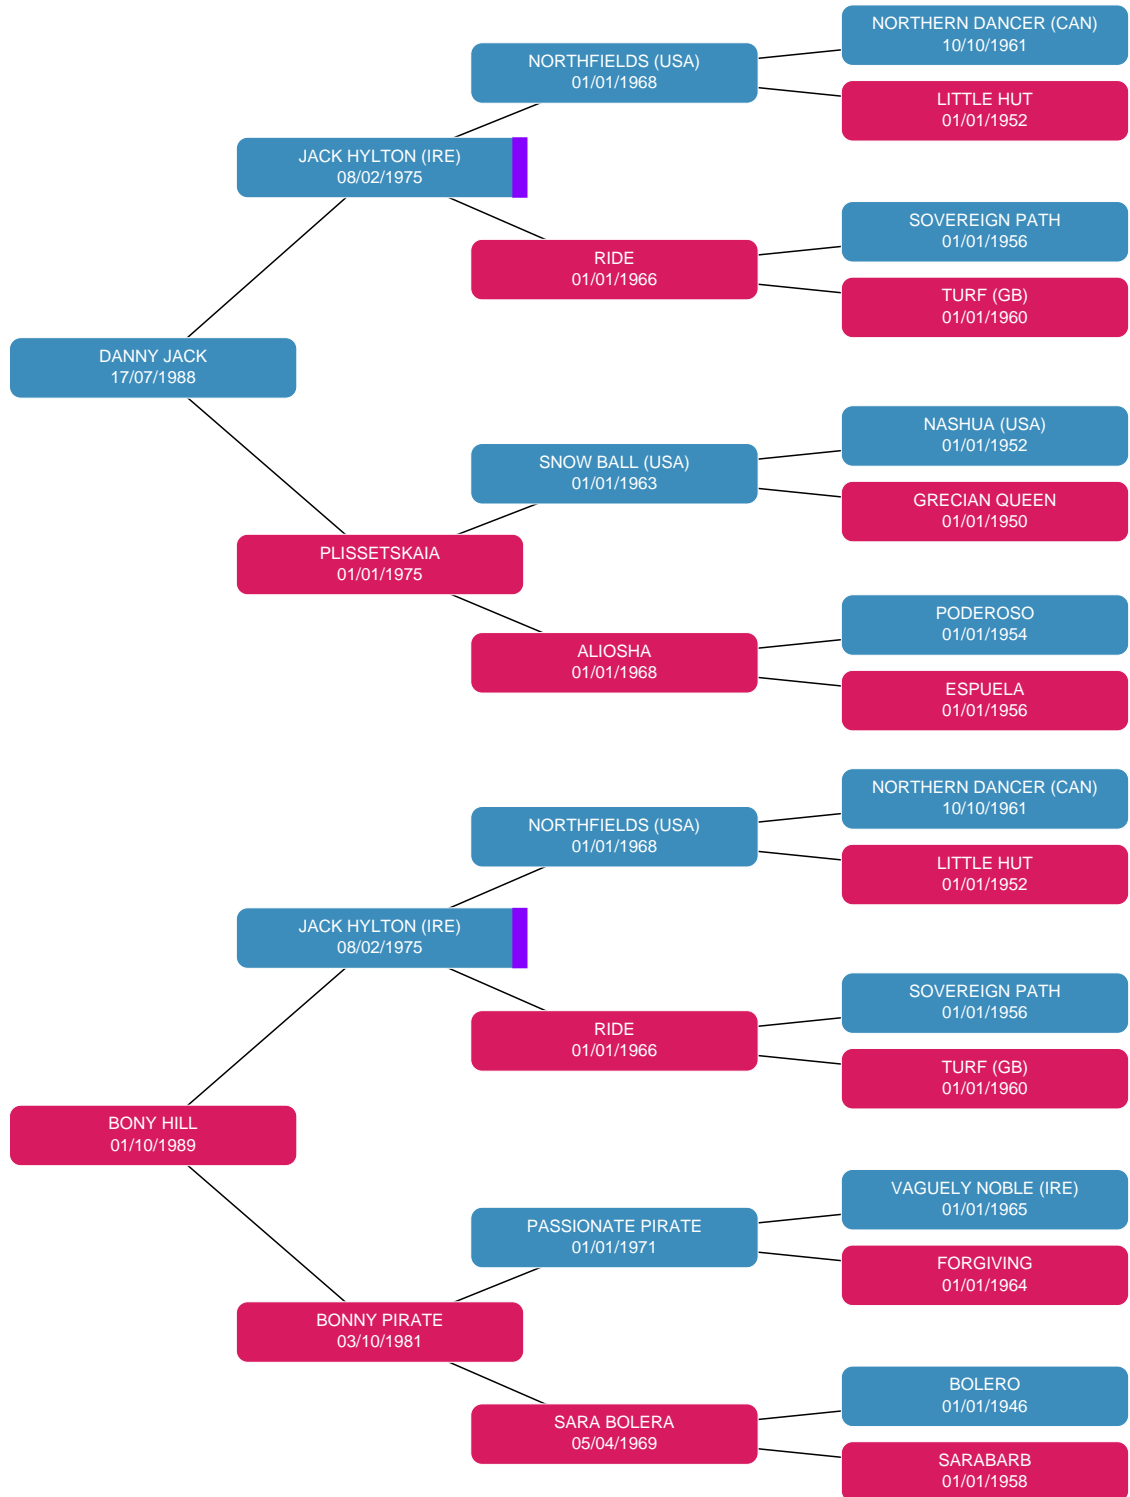 NORTHERN DANCER (CAN)
10/10/1961
NORTHFIELDS (USA)
01/01/1968
LITTLE HUT
01/01/1952
JACK HYLTON (IRE)
08/02/1975
SOVEREIGN PATH
01/01/1956
RIDE
01/01/1966
TURF (GB)
01/01/1960
DANNY JACK
17/07/1988
NASHUA (USA)
01/01/1952
SNOW BALL (USA)
01/01/1963
GRECIAN QUEEN
01/01/1950
PLISSETSKAIA
01/01/1975
PODEROSO
01/01/1954
ALIOSHA
01/01/1968
ESPUELA
01/01/1956
NORTHERN DANCER (CAN)
10/10/1961
NORTHFIELDS (USA)
01/01/1968
LITTLE HUT
01/01/1952
JACK HYLTON (IRE)
08/02/1975
SOVEREIGN PATH
01/01/1956
RIDE
01/01/1966
TURF (GB)
01/01/1960
BONY HILL
01/10/1989
VAGUELY NOBLE (IRE)
01/01/1965
PASSIONATE PIRATE
01/01/1971
FORGIVING
01/01/1964
BONNY PIRATE
03/10/1981
BOLERO
01/01/1946
SARA BOLERA
05/04/1969
SARABARB
01/01/1958